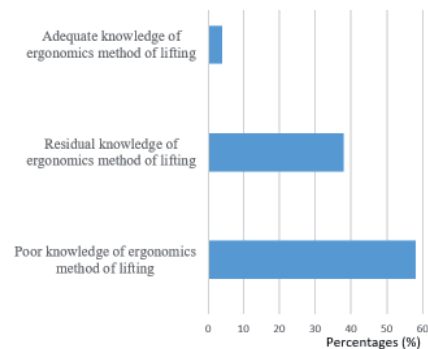 Adequate knowledge of
ergonomics method of lifting
Residual knowledge of
ergonomics method of lifting
Poor knowledge of ergonomics
method of lifting
0 10 20 30 40 50 60
Percentages (%)